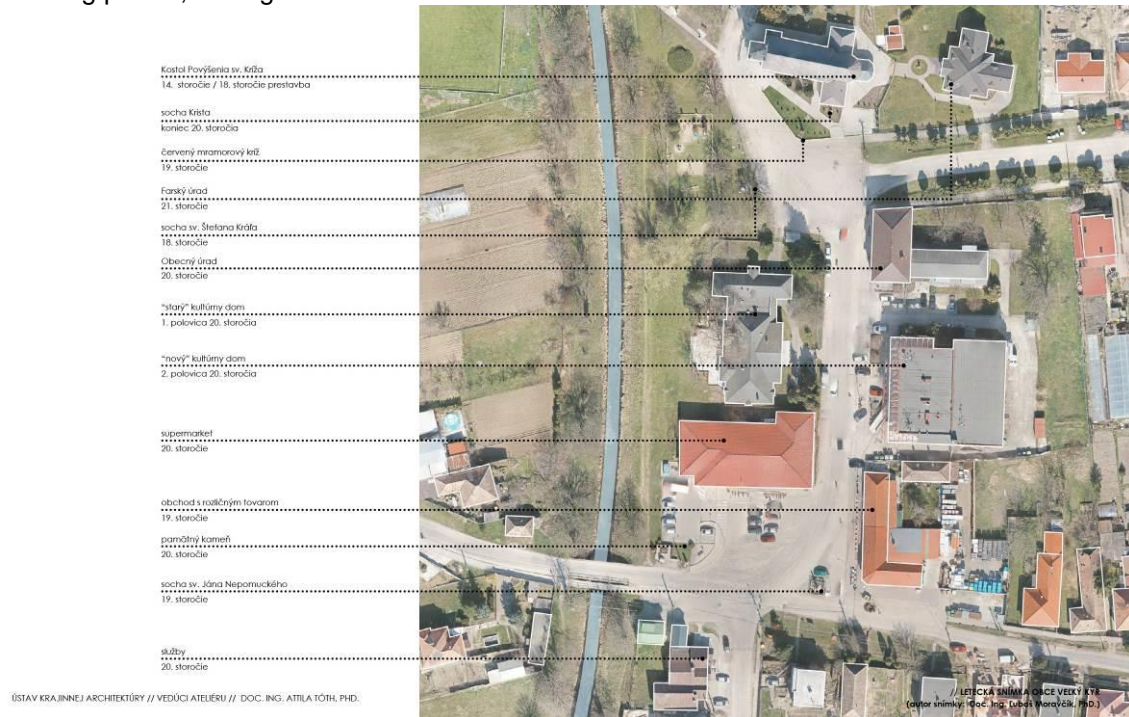 Kostol Povýšenia sv. Kríža
14. storočie / 18. storočie prestavba
socha Krista
koniec 20. storočia
červený mramorový kríž
19. storočie
Farský úrad
21. storočie
socha sv. Štefana Kráľa
18. storočie
Obecný úrad
20. storočie
"starý" kultúrny dom
1. polovica 20. storočia
"nový" kultúrny dom
2. polovica 20. storočia
supermarket
20. storočie
obchod s rozličným tovarom
19. storočie
pamätný kameň
20. storočie
socha sv. Jána Nepomuckého
19. storočie
služby
20. storočie
ÚSTAV KRAJINNEJ ARCHITEKTÚRY // VEDÚCI ATELIÉRU // DOC. ING. ATTILA TÓTH, PHD.
// LETECKÁ SNÍMKA OBCE VEĽKÝ KÝR
(autor snímky: Doc. Ing. Ľuboš Moravčík, PhD.)